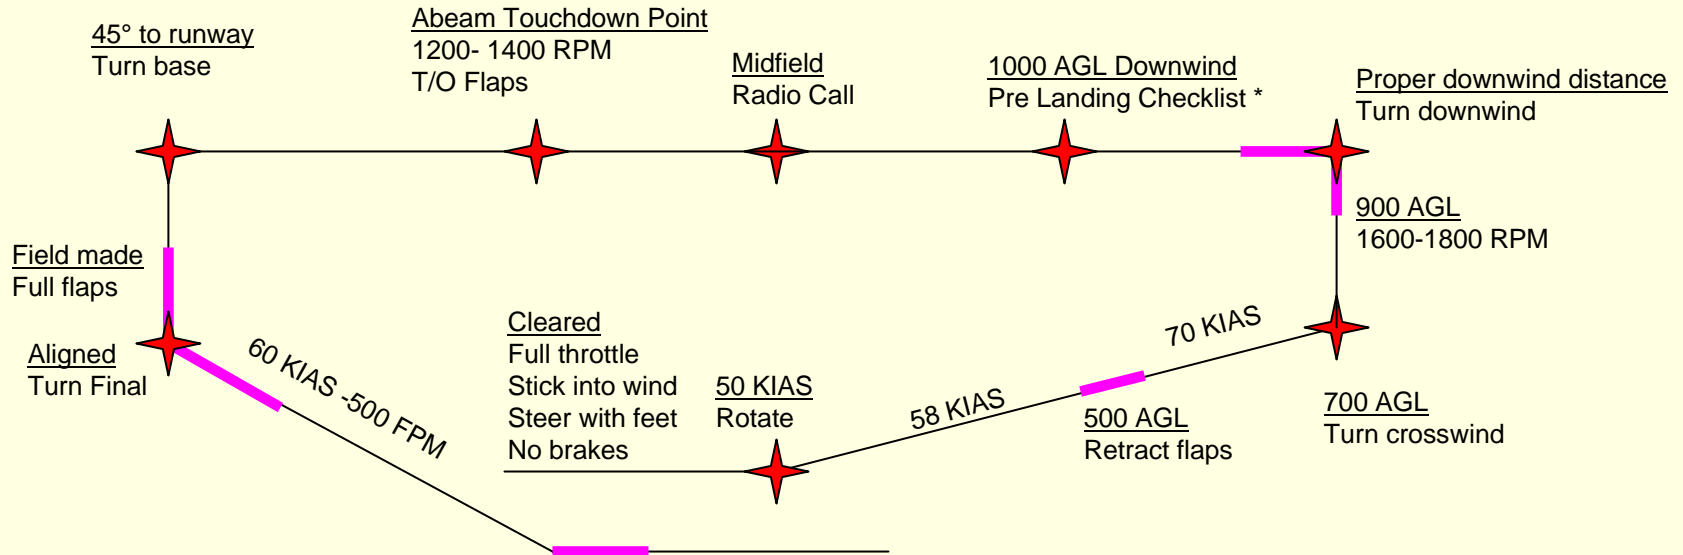 45° to runway
Turn base
Abeam Touchdown Point
1200- 1400 RPM
T/O Flaps
Midfield
Radio Call
1000 AGL Downwind
Pre Landing Checklist *
Proper downwind distance
Turn downwind
900 AGL
1600-1800 RPM
Field made
Full flaps
Aligned
Turn Final
60 KIAS -500 FPM
Cleared
Full throttle
Stick into wind
Steer with feet
No brakes
50 KIAS
Rotate
58 KIAS
70 KIAS
500 AGL
Retract flaps
700 AGL
Turn crosswind